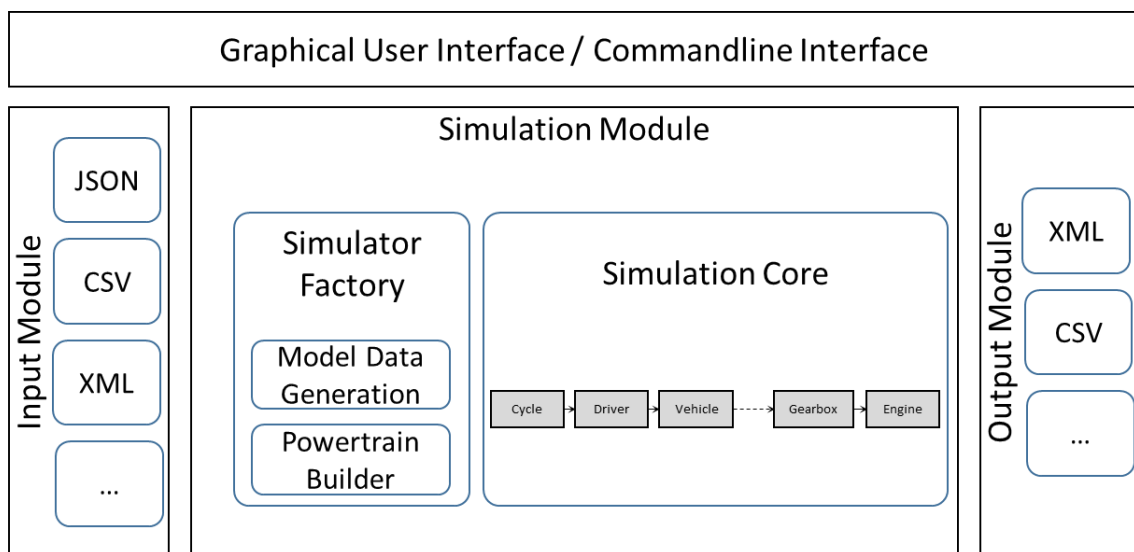 Graphical User Interface / Commandline Interface
Input Module
JSON
CSV
XML
...
Simulation Module
Simulator
Factory
Model Data
Generation
Powertrain
Builder
Simulation Core
Cycle
Driver
Vehicle
Gearbox
Engine
Output Module
XML
CSV
...